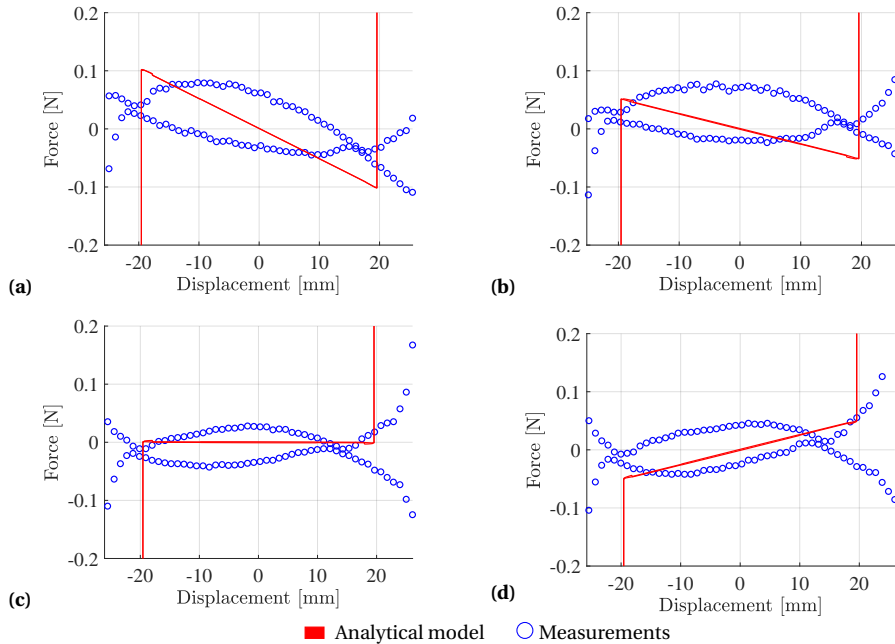 0.2
0.1
0
-0.1
-0.2
Force [N]
-20 -10 0 10 20
Displacement [mm]
(a)
0.2
0.1
0
-0.1
-0.2
Force [N]
-20 -10 0 10 20
Displacement [mm]
(b)
0.2
0.1
0
-0.1
-0.2
Force [N]
-20 -10 0 10 20
Displacement [mm]
(c)
0.2
0.1
0
-0.1
-0.2
Force [N]
-20 -10 0 10 20
Displacement [mm]
(d)
Analytical model Measurements